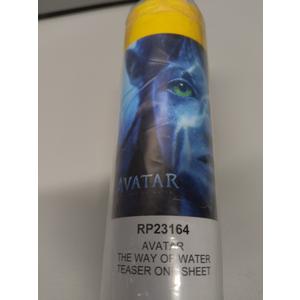 AVATAR
RP23164
AVATAR
THE WAY OF WATER
TEASER ONE SHEET